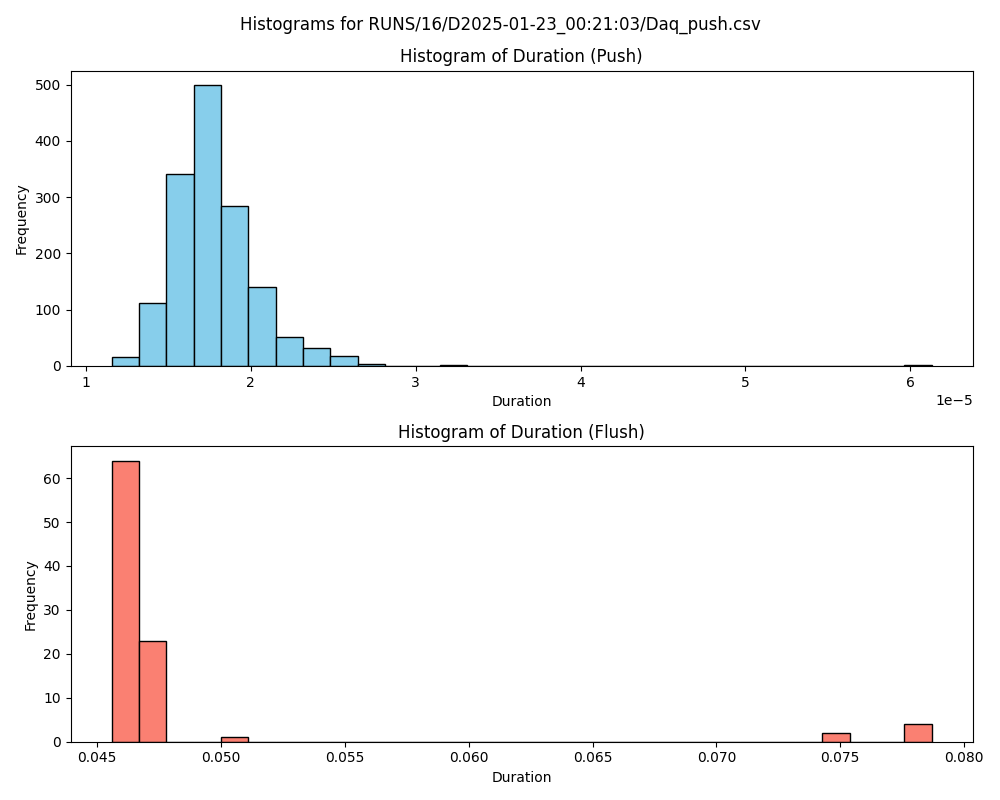 Histograms for RUNS/16/D2025-01-23_00:21:03/Daq_push.csv
Histogram of Duration (Push)
500
400
300
200
100
0
Frequency
1 2 3 4 5 6
1e−5
Duration
Histogram of Duration (Flush)
60
50
40
30
20
10
0
Frequency
0.045 0.050 0.055 0.060 0.065 0.070 0.075 0.080
Duration